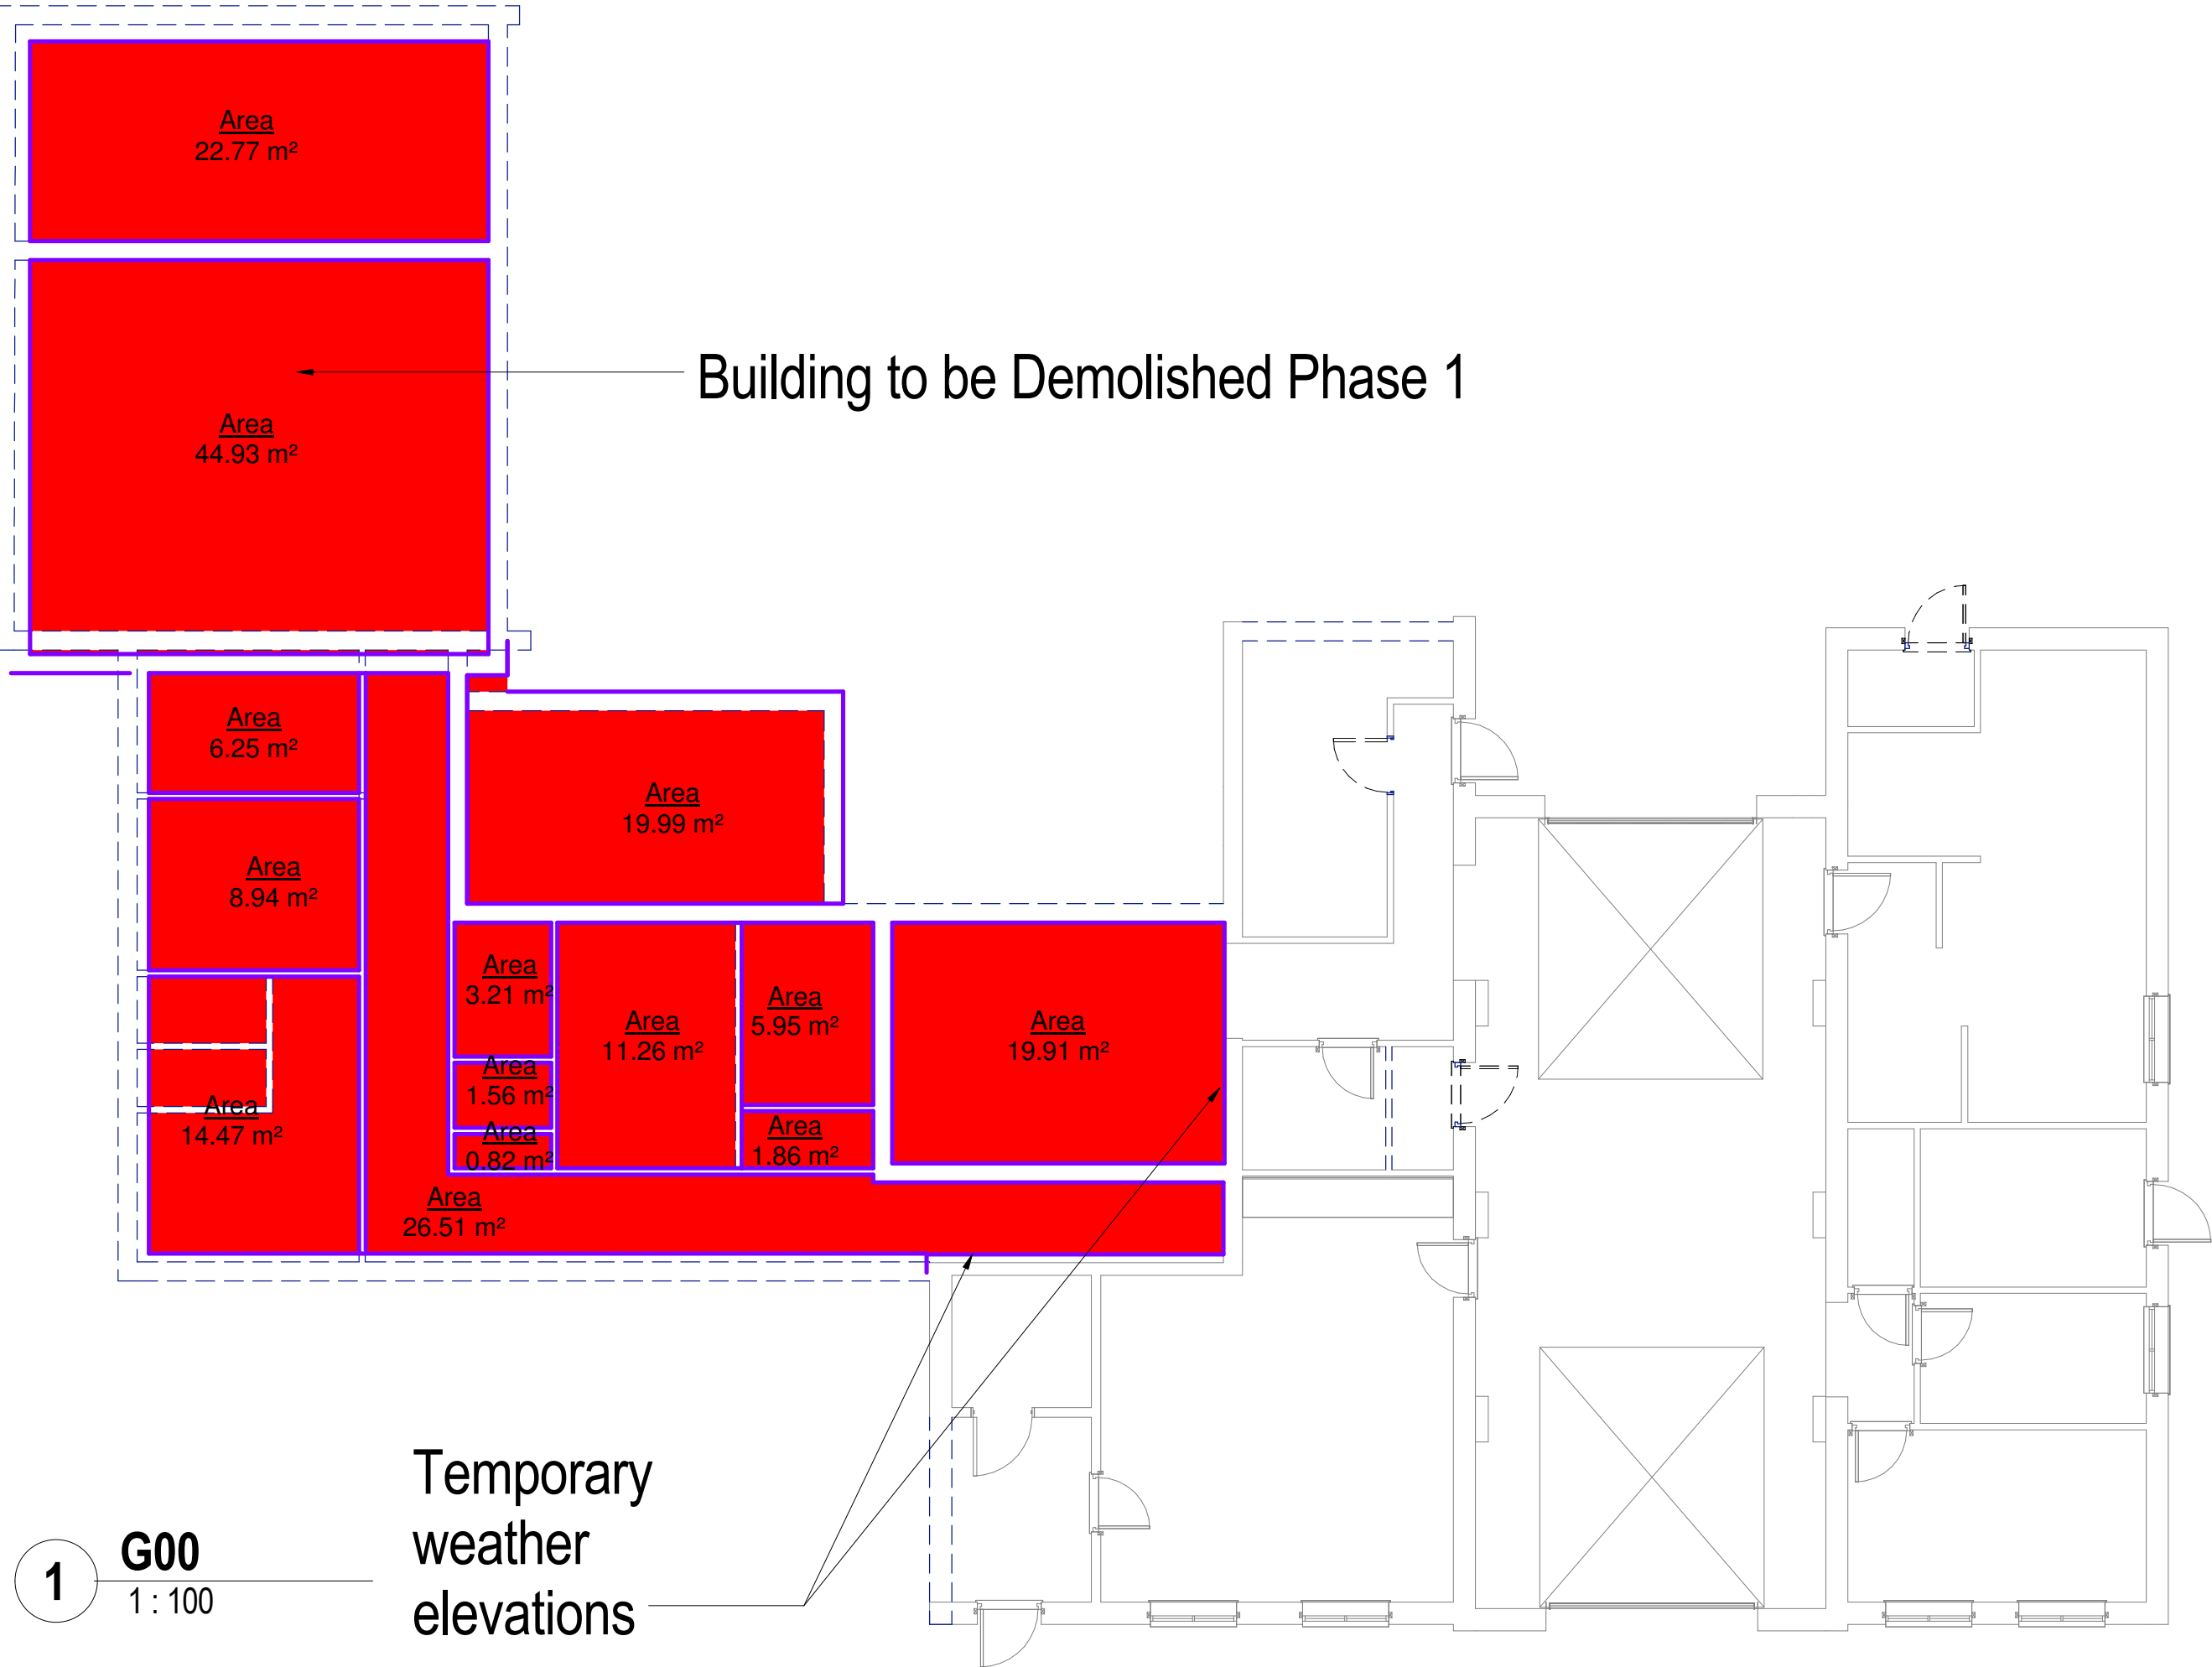 Area
22.77 m²
Area
44.93 m²
Building to be Demolished Phase 1
Area
6.25 m²
Area
19.99 m²
Area
8.94 m²
Area
3.21 m²
Area
11.26 m²
Area
5.95 m²
Area
19.91 m²
Area
1.56 m²
Area
14.47 m²
Area
0.82 m²
Area
1.86 m²
Area
26.51 m²
Temporary
weather
elevations
1
G00
1 : 100